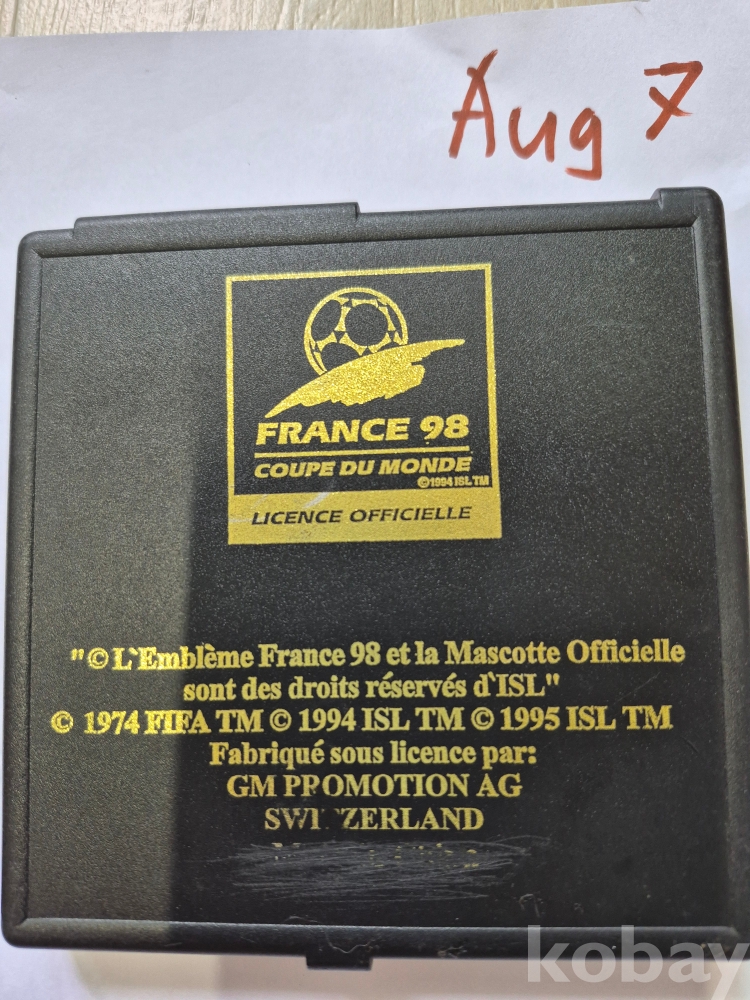 Aug 7
FRANCE 98
COUPE DU MONDE
©1994 ISL TM
LICENCE OFFICIELLE
"© L`Emblème France 98 et la Mascotte Officielle
sont des droits réservés d`ISL"
© 1974 FIFA TM © 1994 ISL TM © 1995 ISL TM
Fabriqué sous licence par:
GM PROMOTION AG
SWITZERLAND
kobay